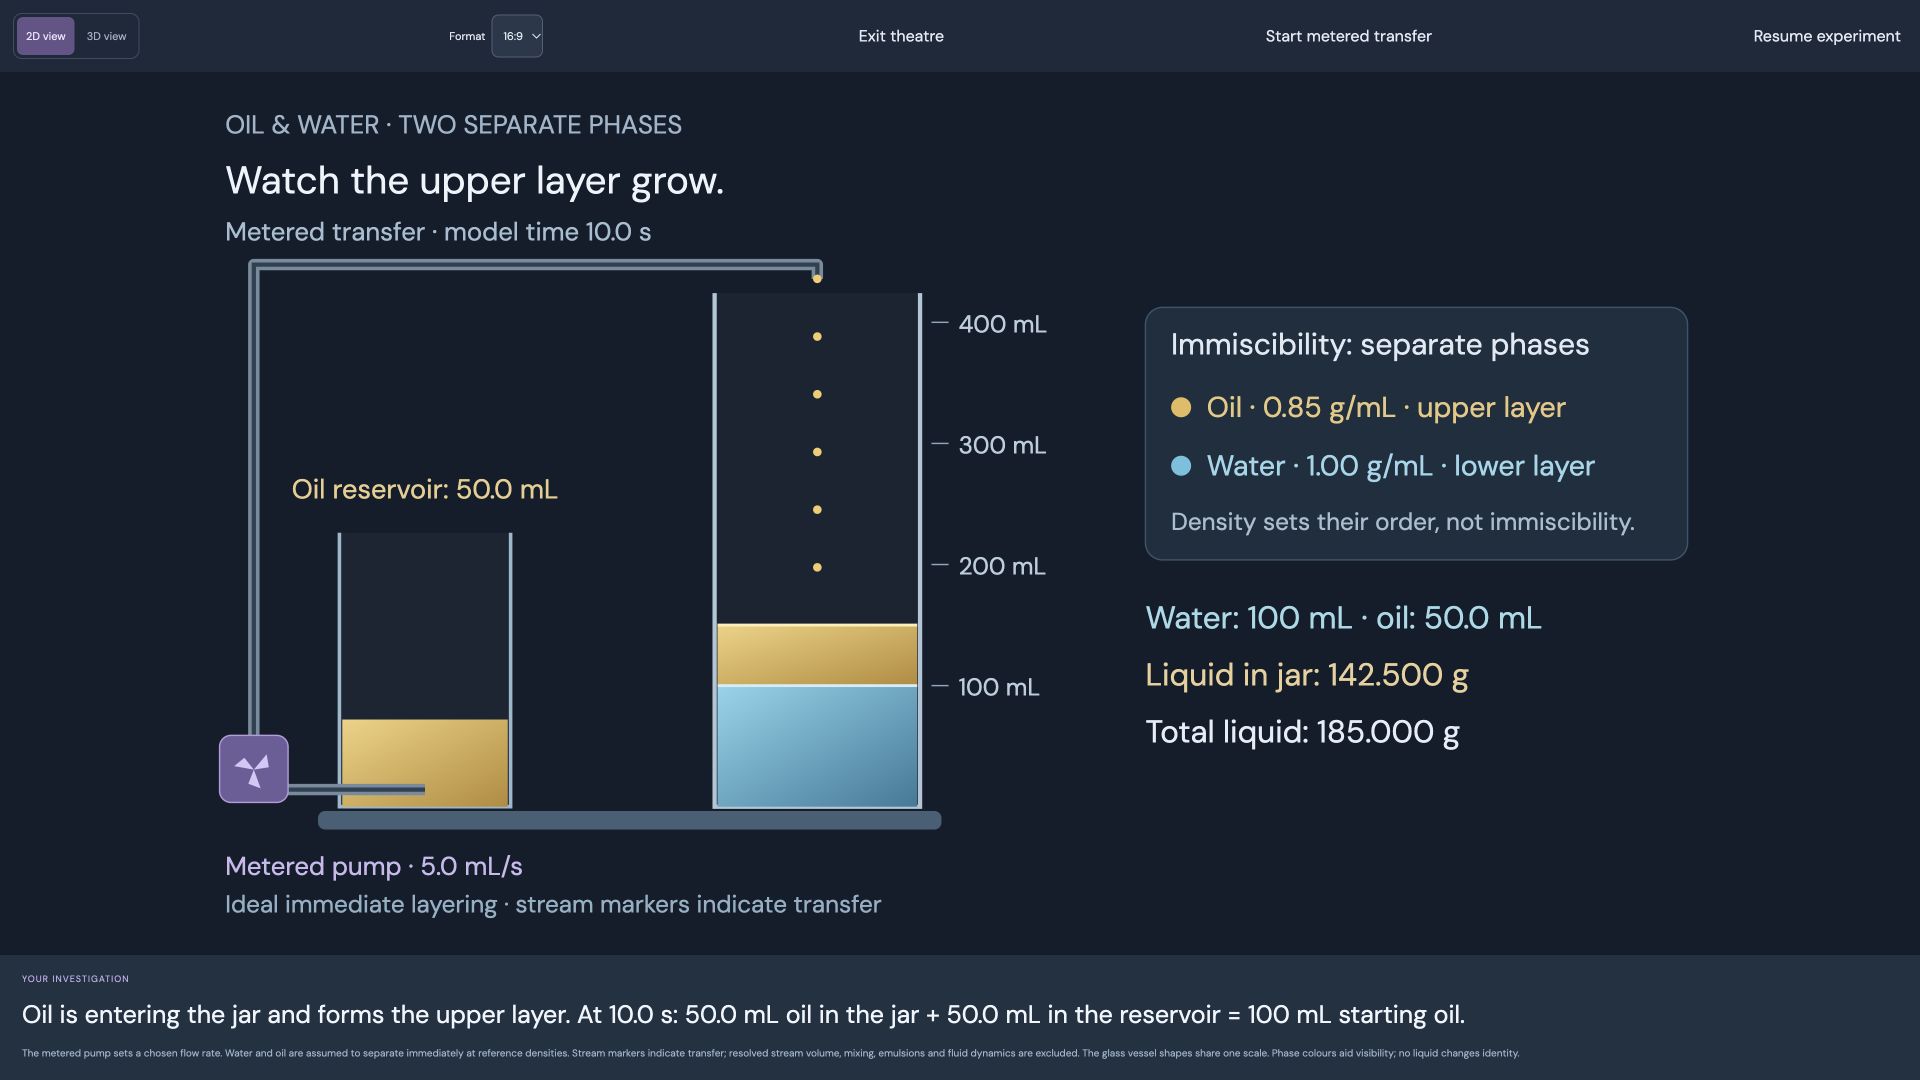 2D view
3D view
Format
16:9
Exit theatre
Start metered transfer
Resume experiment
OIL & WATER · TWO SEPARATE PHASES
Watch the upper layer grow.
Metered transfer · model time 10.0 s
400 mL
300 mL
200 mL
100 mL
Oil reservoir: 50.0 mL
Immiscibility: separate phases
Oil · 0.85 g/mL · upper layer
Water · 1.00 g/mL · lower layer
Density sets their order, not immiscibility.
Water: 100 mL · oil: 50.0 mL
Liquid in jar: 142.500 g
Total liquid: 185.000 g
Metered pump · 5.0 mL/s
Ideal immediate layering · stream markers indicate transfer
YOUR INVESTIGATION
Oil is entering the jar and forms the upper layer. At 10.0 s: 50.0 mL oil in the jar + 50.0 mL in the reservoir = 100 mL starting oil.
The metered pump sets a chosen flow rate. Water and oil are assumed to separate immediately at reference densities. Stream markers indicate transfer; resolved stream volume, mixing, emulsions and fluid dynamics are excluded. The glass vessel shapes share one scale. Phase colours aid visibility; no liquid changes identity.